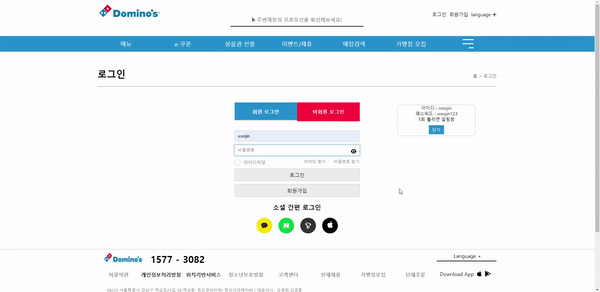 Domino's
주변매장의 프로모션을 확인해보세요!
로그인 회원가입 language +
메뉴 e-쿠폰 상품권 선물 이벤트/제휴 매장검색 가맹점 모집
로그인
홈 > 로그인
회원 로그인 비회원 로그인
아이디 : woojin
패스워드 : woojin123
5회 틀리면 알림창
닫기
woojin
비밀번호
아이디저장 아이디 찾기 | 비밀번호 찾기
로그인
회원가입
소셜 간편 로그인
Domino's 1577 - 3082
Language +
이용약관 개인정보처리방침 위치기반서비스 청소년보호방침 고객센터 인재채용 가맹점모집 단체주문 Download App